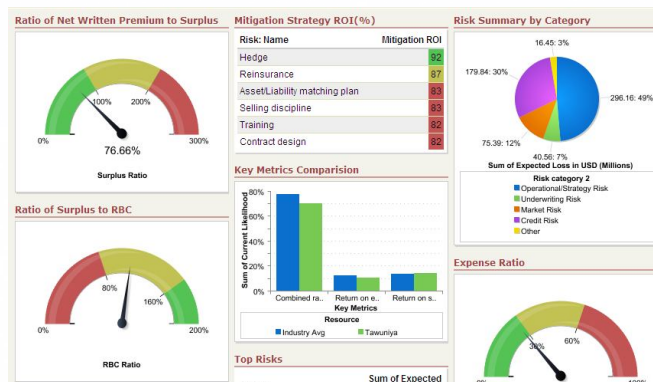 Ratio of Net Written Premium to Surplus
0%
100%
200%
300%
76.66%
Surplus Ratio
Ratio of Surplus to RBC
0%
80%
160%
200%
RBC Ratio
Mitigation Strategy ROI(%)
Risk: Name Mitigation ROI
Hedge 92
Reinsurance 87
Asset/Liability matching plan 83
Selling discipline 83
Training 82
Contract design 82
Key Metrics Comparision
Sum of Current Likelihood
80%
60%
40%
20%
0%
Combined ra.. Return on e.. Return on s..
Key Metrics
Resource
Industry Avg Tawuniya
Top Risks
Sum of Expected
Risk Summary by Category
16.45: 3%
179.84: 30%
296.16: 49%
75.39: 12%
40.56: 7%
Sum of Expected Loss in USD (Millions)
Risk category 2
Operational/Strategy Risk
Underwriting Risk
Market Risk
Credit Risk
Other
Expense Ratio
30%
60%